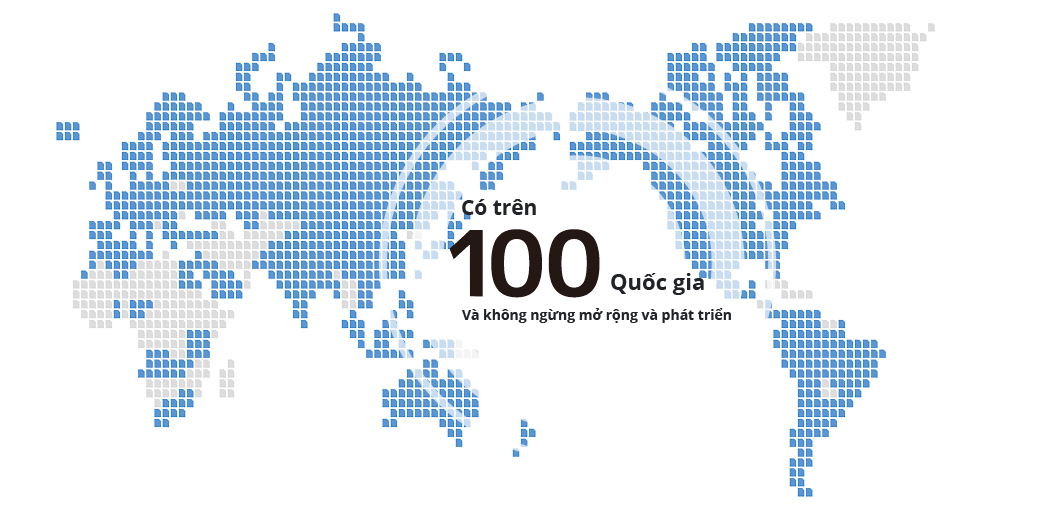 Có trên
100
Quốc gia
Và không ngừng mở rộng và phát triển